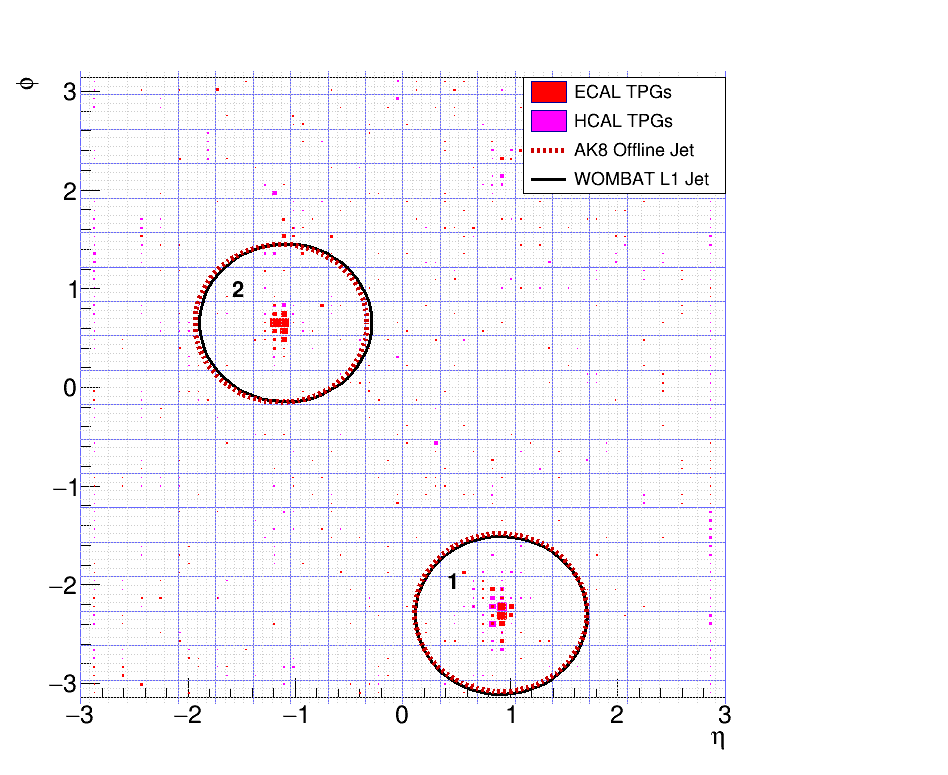 φ
3
2
1
0
−1
−2
−3
ECAL TPGs
HCAL TPGs
AK8 Offline Jet
WOMBAT L1 Jet
2
1
−3 −2 −1 0 1 2 3
η